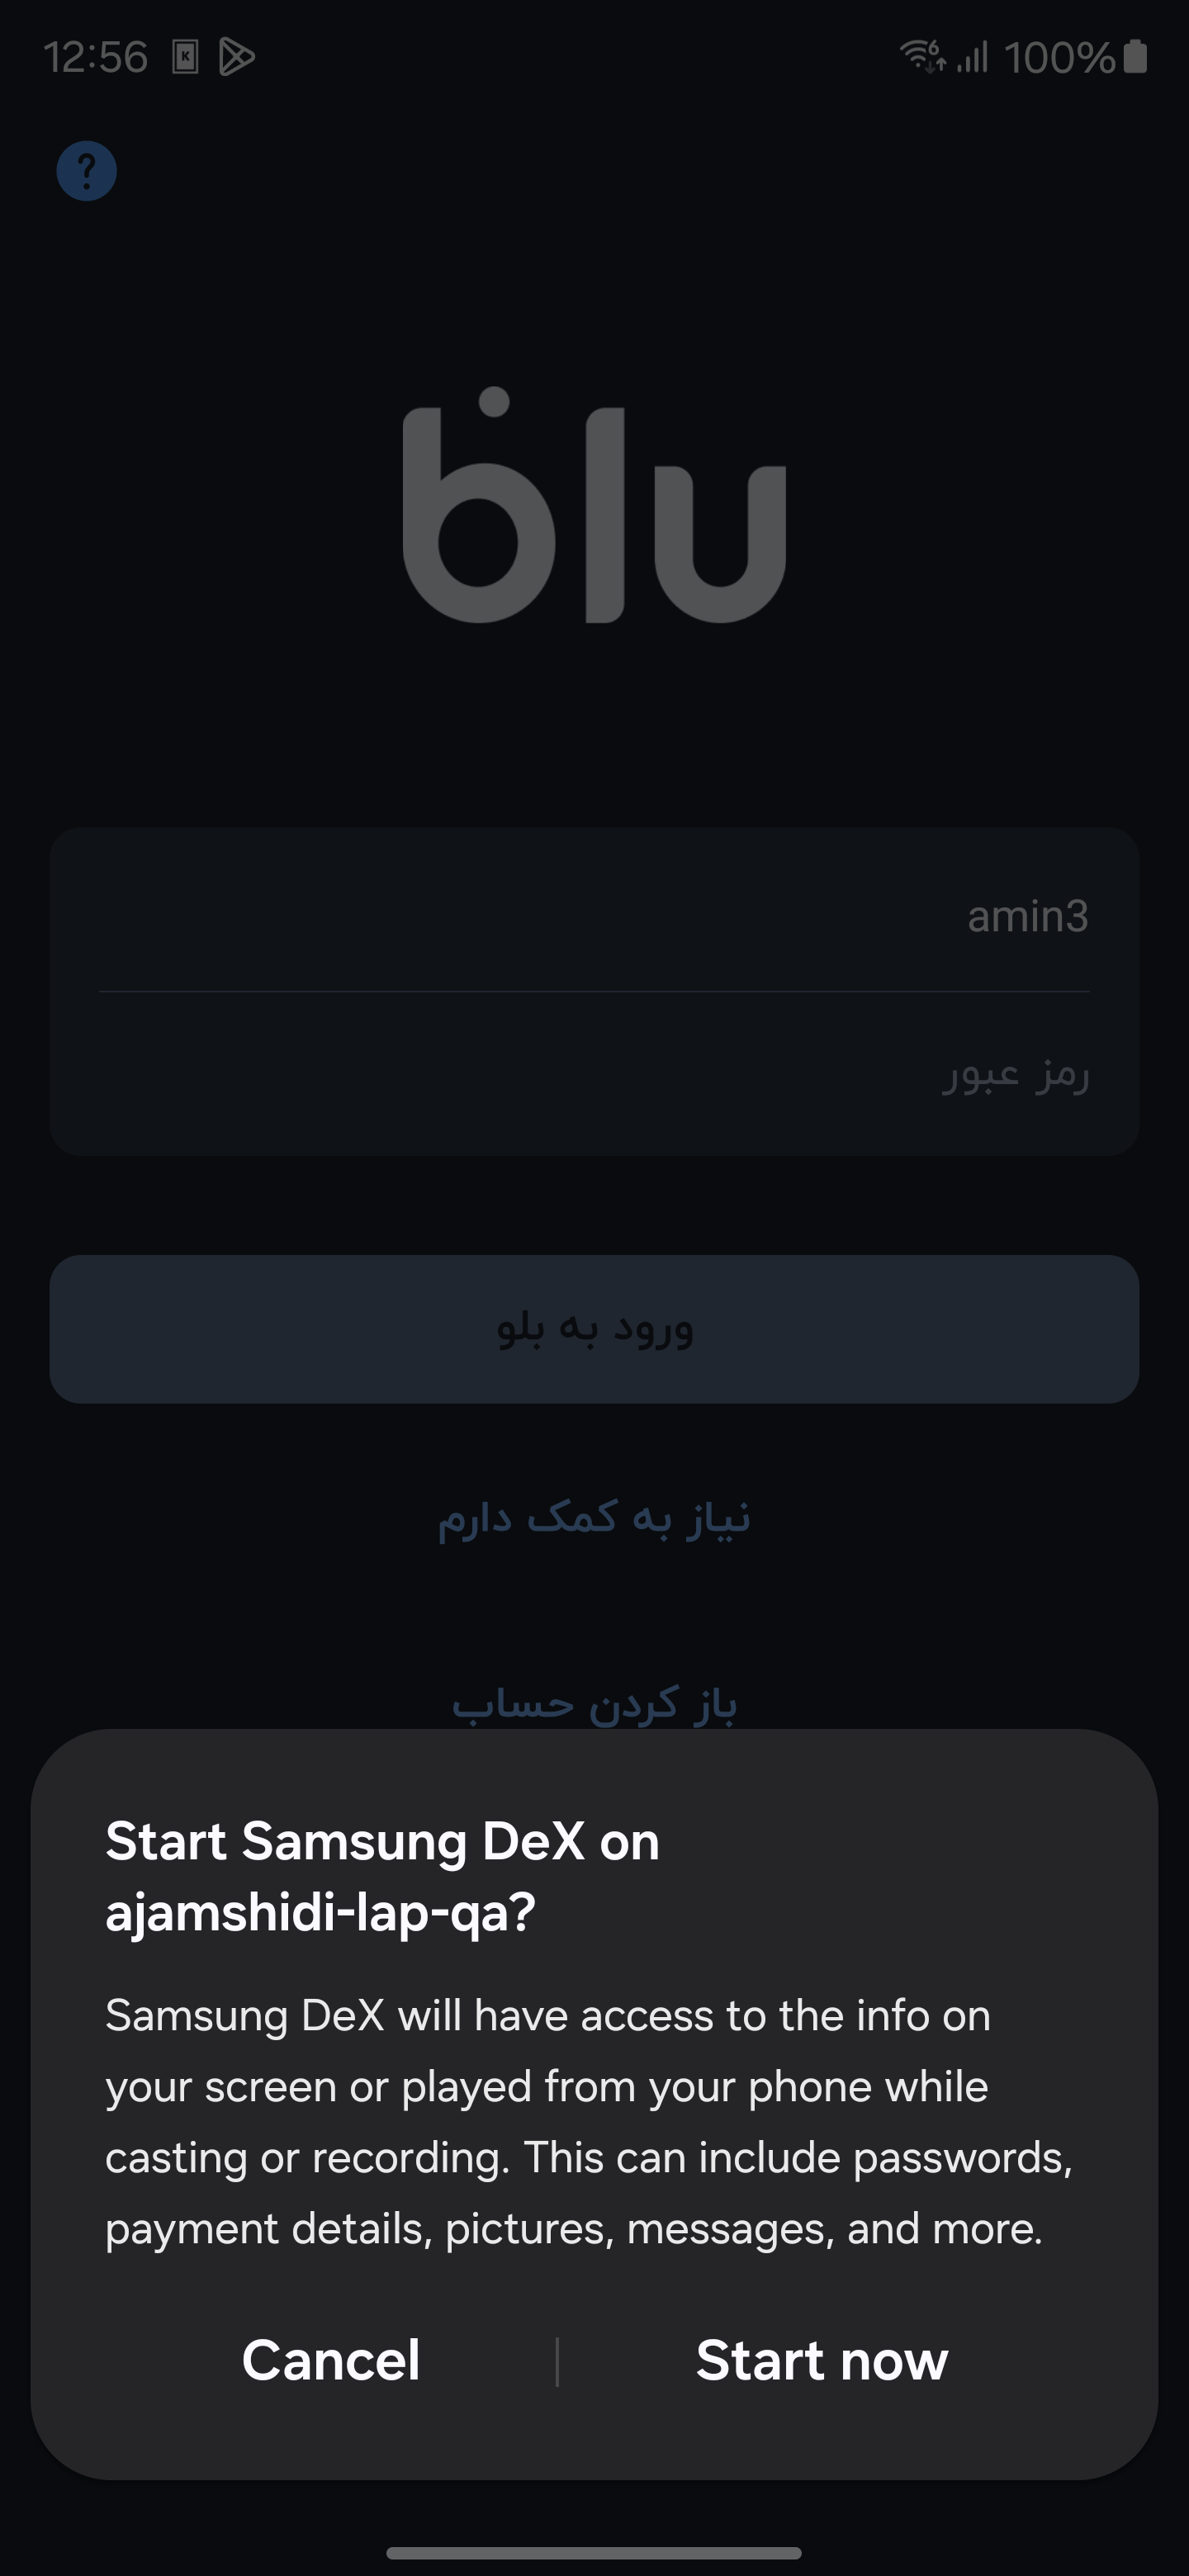 12:56
6
100%
?
blu
amin3
رمز عبور
ورود به بلو
نیاز به کمک دارم
باز کردن حساب
Start Samsung DeX on
ajamshidi-lap-qa?
Samsung DeX will have access to the info on
your screen or played from your phone while
casting or recording. This can include passwords,
payment details, pictures, messages, and more.
Cancel
Start now